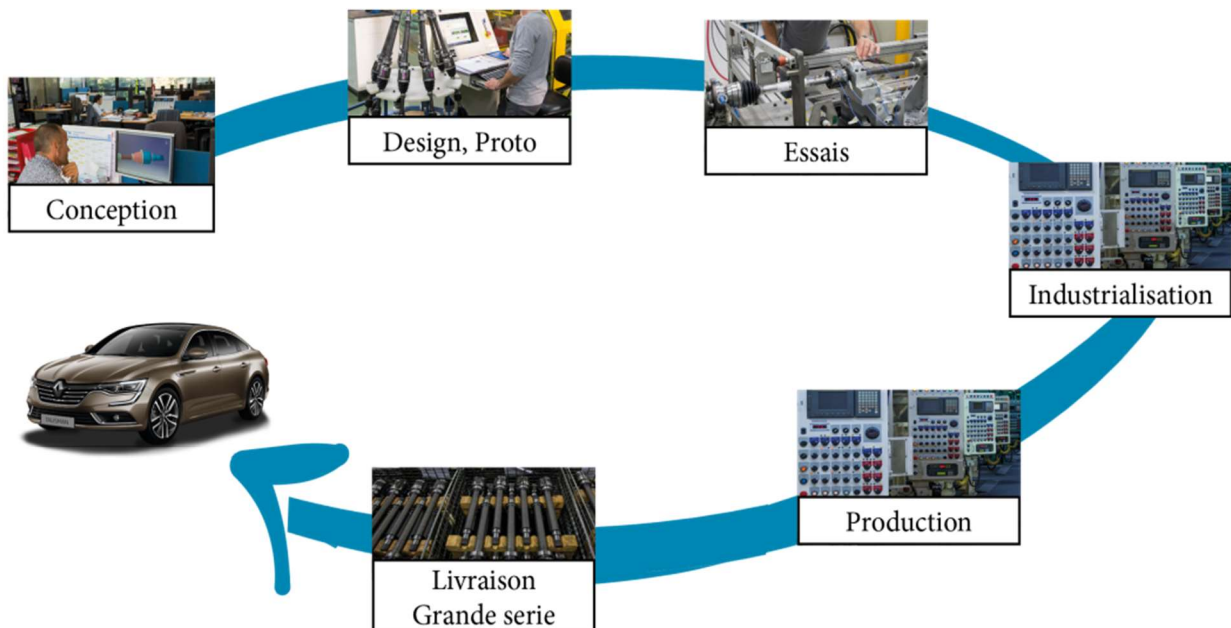 Conception
Design, Proto
Essais
Industrialisation
Production
Livraison
Grande serie